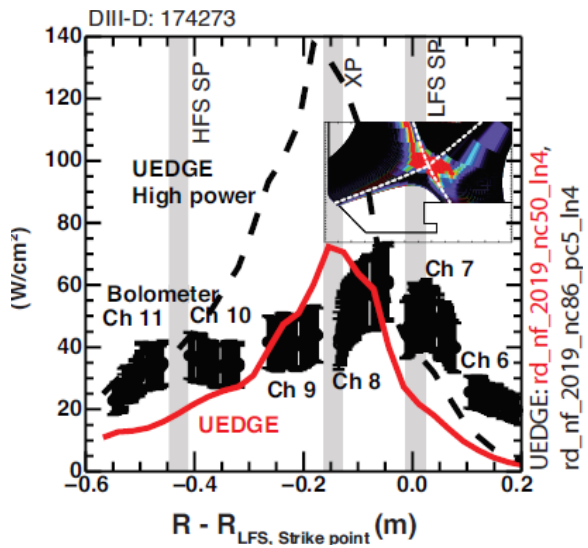 DIII-D: 174273
140
120
100
80
60
40
20
0
(W/cm²)
HFS SP
XP
LFS SP
UEDGE
High power
Bolometer
Ch 11
Ch 10
Ch 9
Ch 8
Ch 7
Ch 6
UEDGE
−0.6
−0.4
−0.2
0.0
0.2
R - R LFS, Strike point (m)
UEDGE: rd_nf_2019_nc50_ln4,
rd_nf_2019_nc86_pc5_ln4